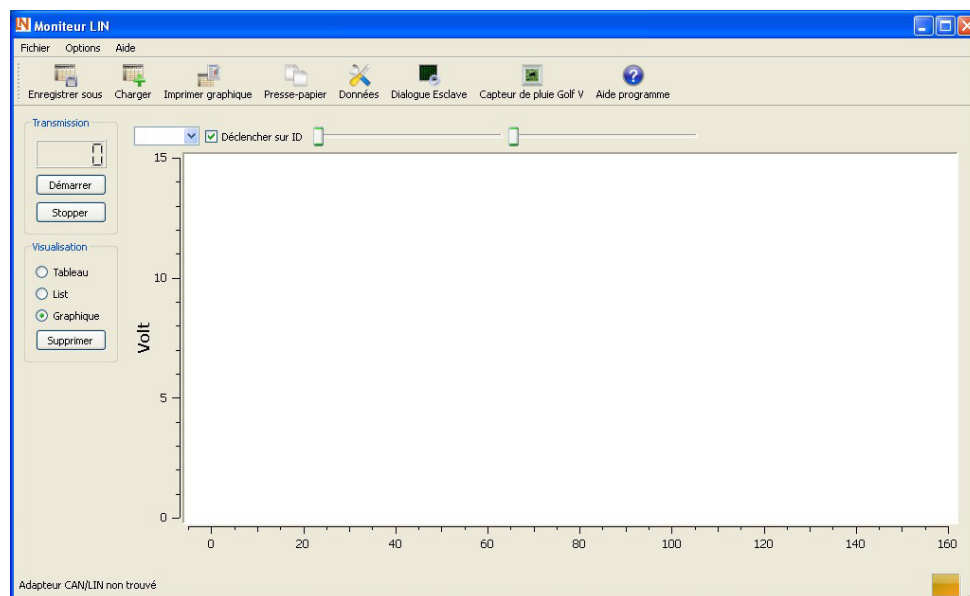 Moniteur LIN
Fichier Options Aide
Enregistrer sous Charger Imprimer graphique Presse-papier Données Dialogue Esclave Capteur de pluie Golf V Aide programme
Transmission
0
Démarrer
Stopper
Visualisation
Tableau
List
Graphique
Supprimer
Déclencher sur ID
15
10
5
0
Volt
0 20 40 60 80 100 120 140 160
Adapteur CAN/LIN non trouvé